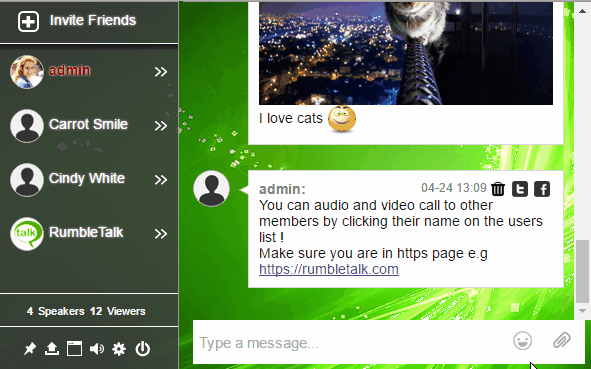 Invite Friends
admin
Carrot Smile
Cindy White
talk
RumbleTalk
4 Speakers 12 Viewers
I love cats
admin:
04-24 13:09
You can audio and video call to other
members by clicking their name on the users
list !
Make sure you are in https page e.g
https://rumbletalk.com
Type a message...